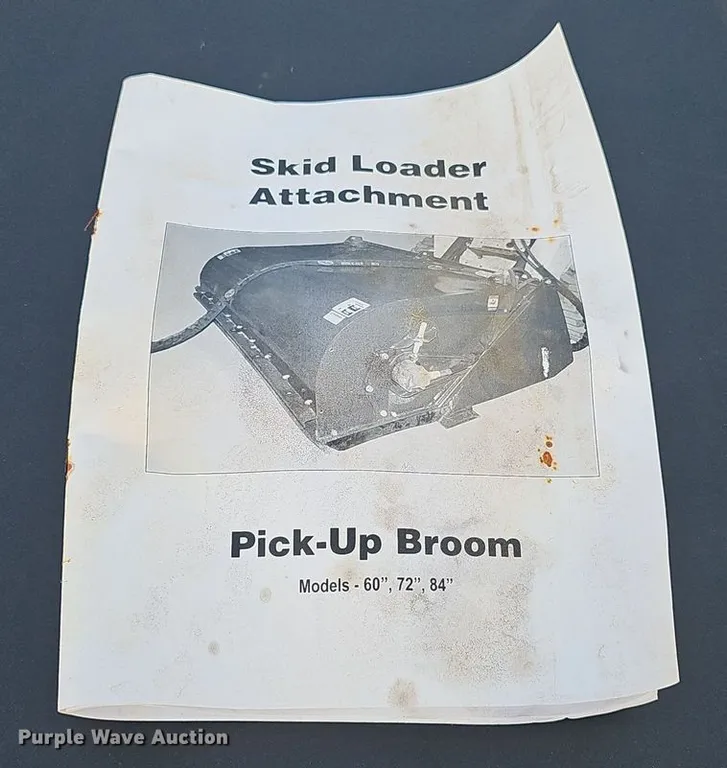 Skid Loader
Attachment
Pick-Up Broom
Models - 60”, 72”, 84”
Purple Wave Auction